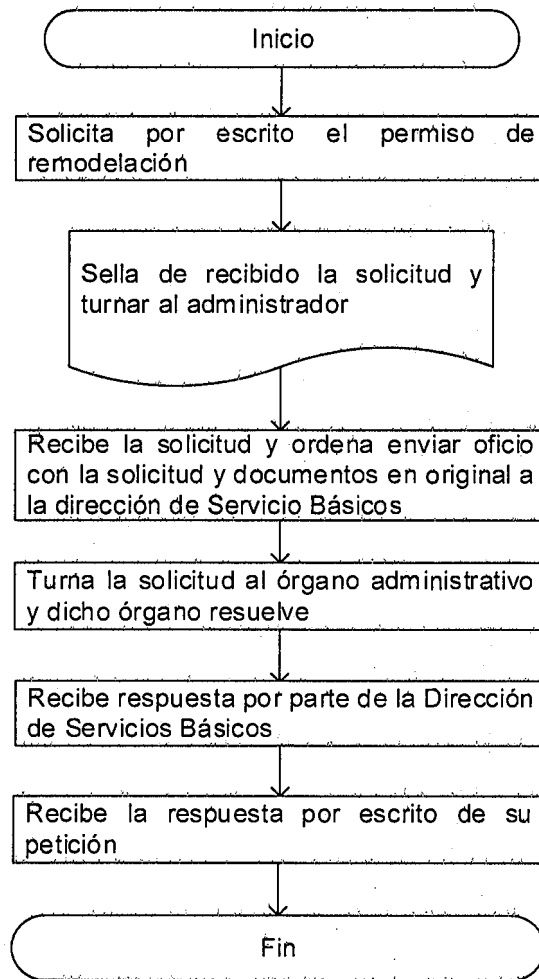 Inicio
Solicita por escrito el permiso de
remodelación
Sella de recibido la solicitud y
turnar al administrador
Recibe la solicitud y ordena enviar oficio
con la solicitud y documentos en original a
la dirección de Servicio Básicos
Turna la solicitud al órgano administrativo
y dicho órgano resuelve
Recibe respuesta por parte de la Dirección
de Servicios Básicos
Recibe la respuesta por escrito de su
petición
Fin